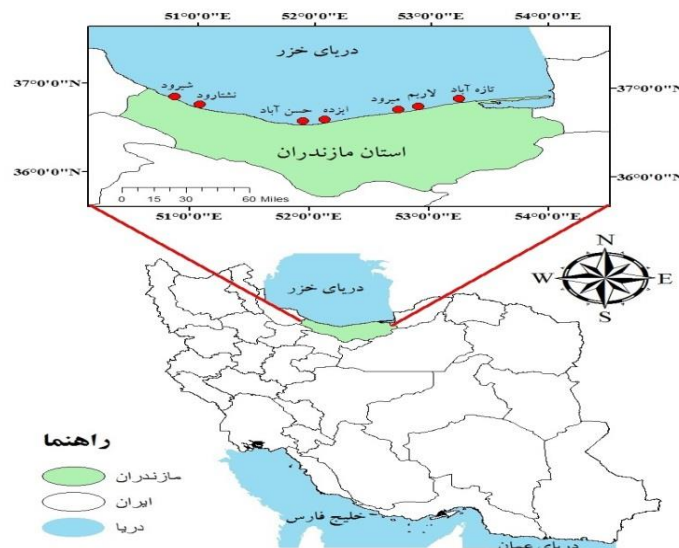 51°0'0"E 52°0'0"E 53°0'0"E 54°0'0"E
دریای خزر
37°0'0"N 37°0'0"N
شیرود
نشتارود
حسن آباد
ایزده
میرود
لاریم
تازه آباد
استان مازندران
36°0'0"N 36°0'0"N
0 15 30 60 Miles
51°0'0"E 52°0'0"E 53°0'0"E 54°0'0"E
دریای خزر
N
W E
S
راهنما
مازندران
ایران
دریا
خلیج فارس
دریای عمان